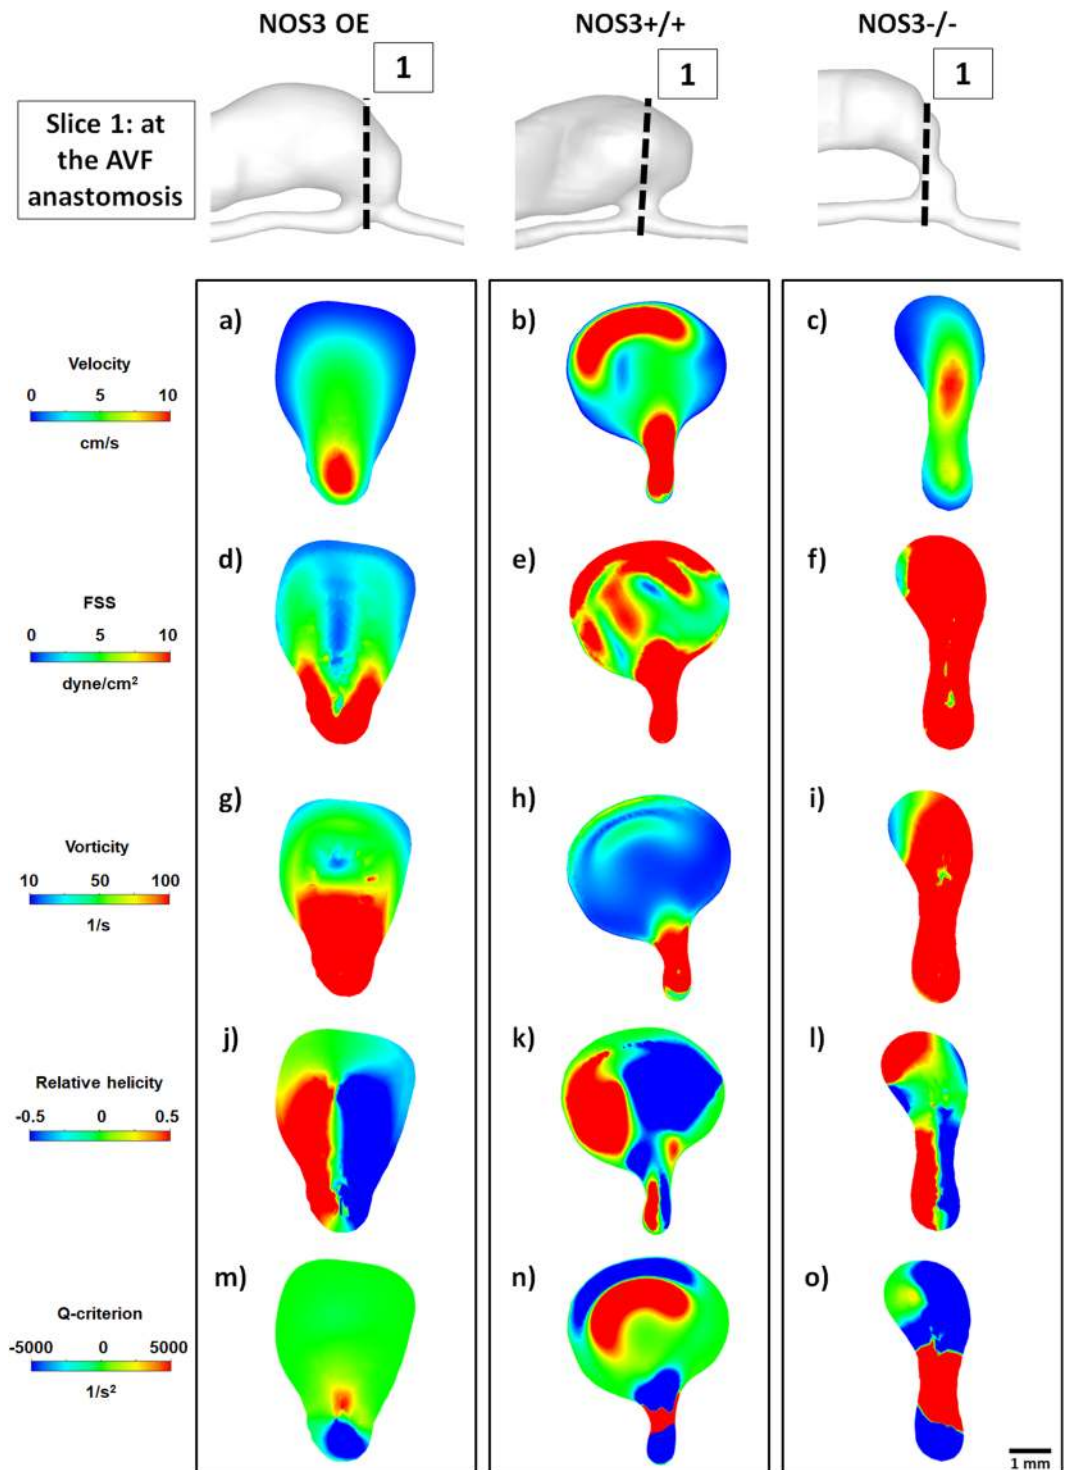 NOS3 OE NOS3+/+ NOS3-/-
1 1 1
Slice 1: at
the AVF
anastomosis
a) b) c)
Velocity
0 5 10
cm/s
d) e) f)
FSS
0 5 10
dyne/cm²
g) h) i)
Vorticity
10 50 100
1/s
j) k) l)
Relative helicity
-0.5 0 0.5
m) n) o)
Q-criterion
-5000 0 5000
1/s²
1 mm